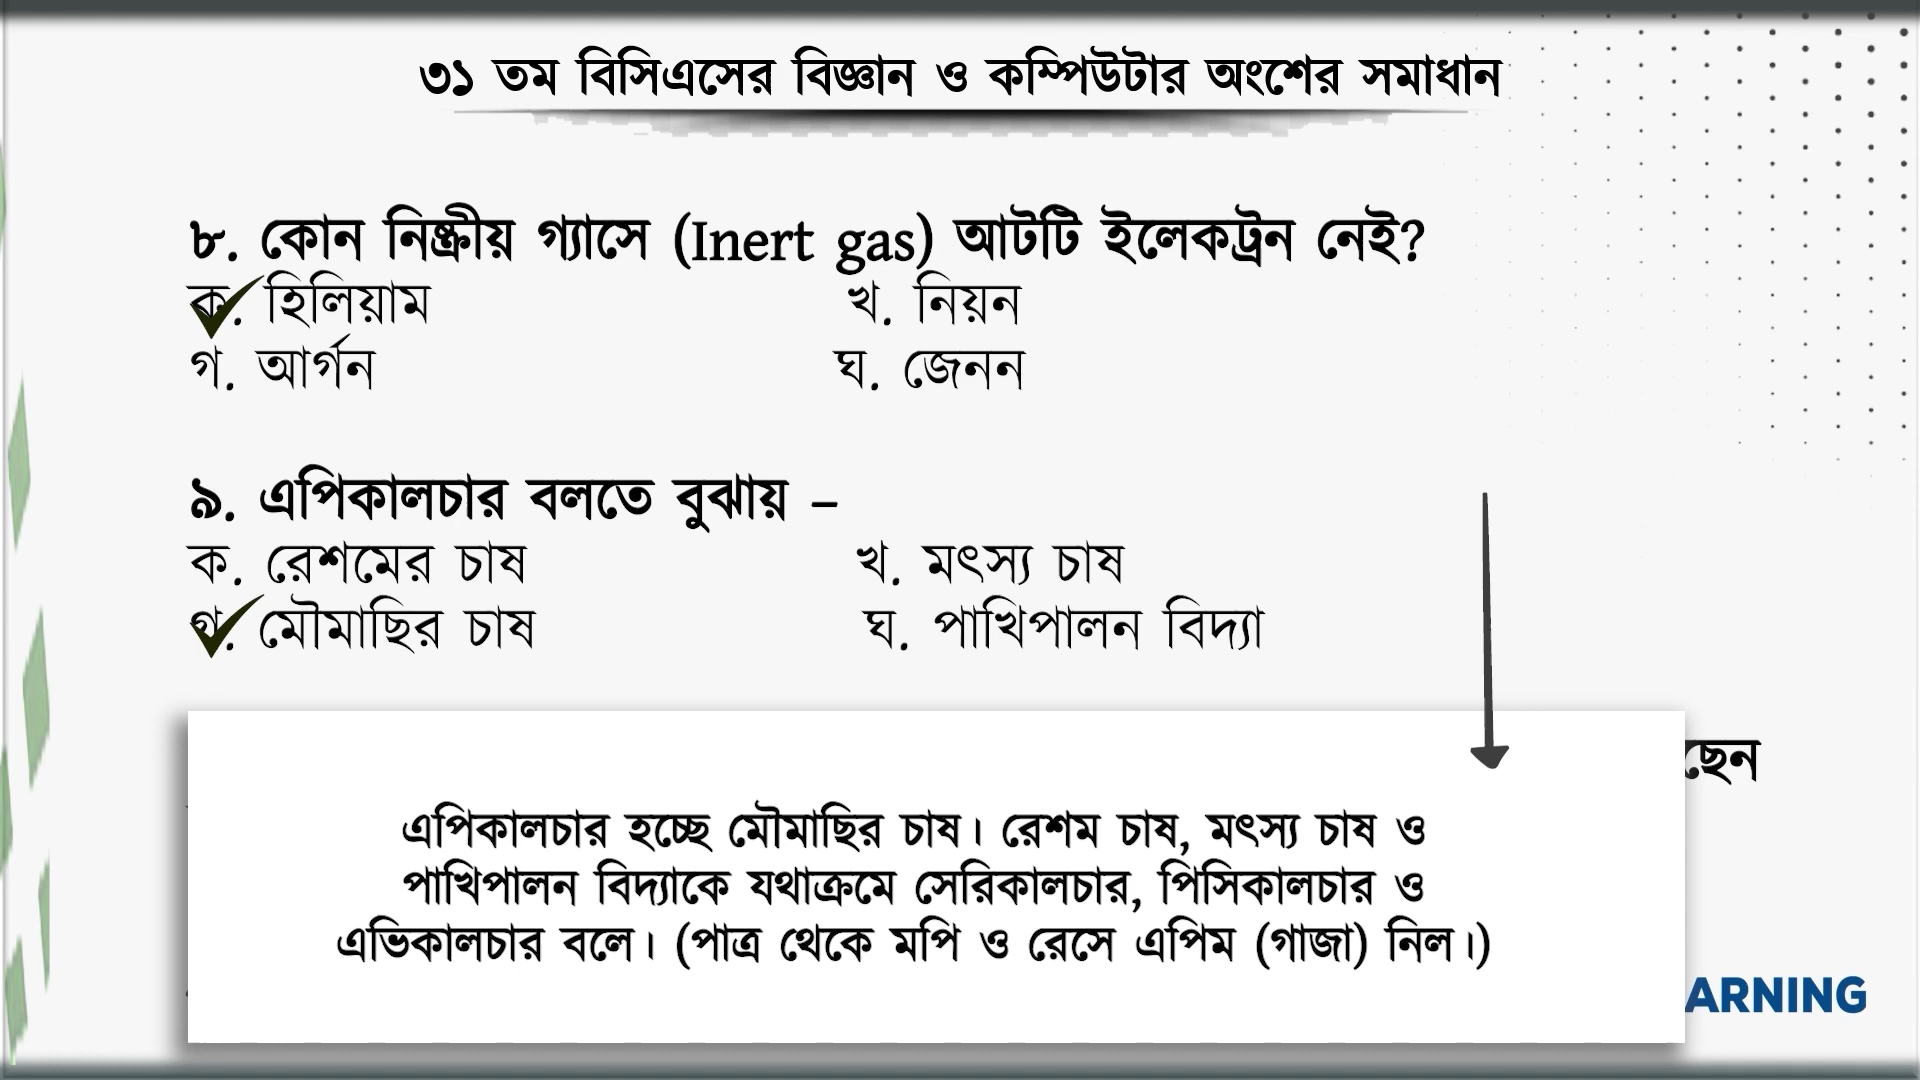 ৩১ তম বিসিএসের বিজ্ঞান ও কম্পিউটার অংশের সমাধান
৮. কোন নিষ্ক্রীয় গ্যাসে (Inert gas) আটটি ইলেকট্রন নেই?
ক. হিলিয়াম খ. নিয়ন
গ. আর্গন ঘ. জেনন
৯. এপিকালচার বলতে বুঝায় –
ক. রেশমের চাষ খ. মৎস্য চাষ
গ. মৌমাছির চাষ ঘ. পাখিপালন বিদ্যা
এপিকালচার হচ্ছে মৌমাছির চাষ। রেশম চাষ, মৎস্য চাষ ও
পাখিপালন বিদ্যাকে যথাক্রমে সেরিকালচার, পিসিকালচার ও
এভিকালচার বলে। (পাত্র থেকে মপি ও রেসে এপিম (গাজা) নিল।)
ARNING